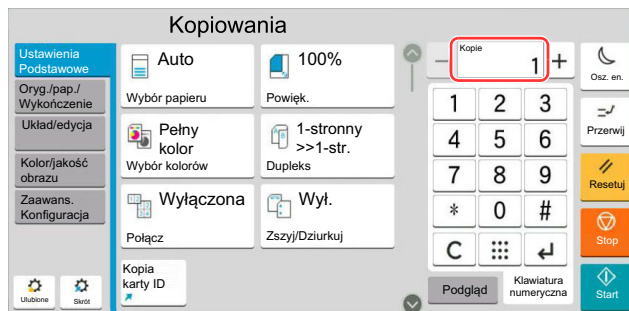 Kopiowania
Ustawienia
Podstawowe
Oryg./pap./
Wykończenie
Układ/edycja
Kolor/jakość
obrazu
Zaawans.
Konfiguracja
Ulubione
Skrót
Auto
Wybór papieru
100%
Powięk.
Pełny
kolor
Wybór kolorów
1-stronny
>>1-str.
Dupleks
Wyłączona
Połącz
Wył.
Zszyj/Dziurkuj
Kopia
karty ID
Kopie
− 1 +
1 2 3
4 5 6
7 8 9
* 0 #
C
Podgląd
Klawiatura
numeryczna
Osz. en.
Przerwij
Resetuj
Stop
Start